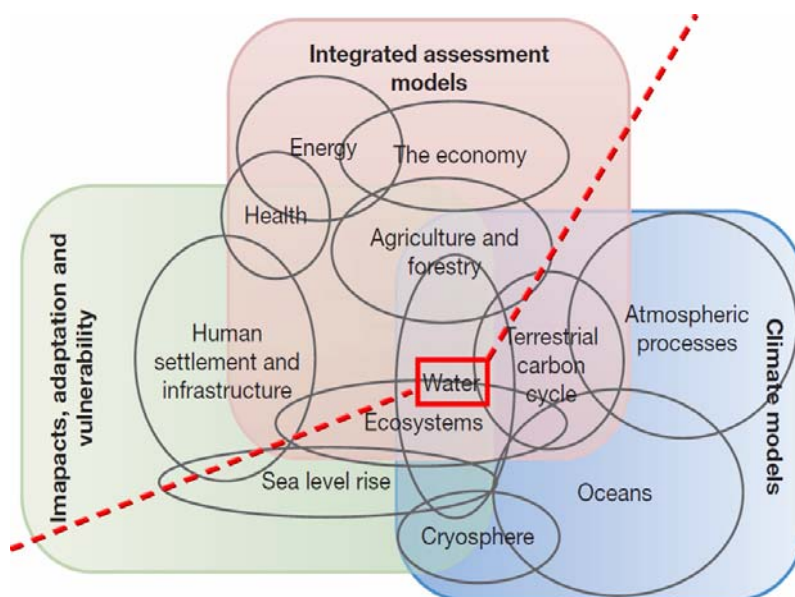 Integrated assessment
models
Energy
The economy
Health
Agriculture and
forestry
Imapacts, adaptation and
vulnerability
Human
settlement and
infrastructure
Water
Terrestrial
carbon
cycle
Atmospheric
processes
Climate models
Ecosystems
Sea level rise
Oceans
Cryosphere